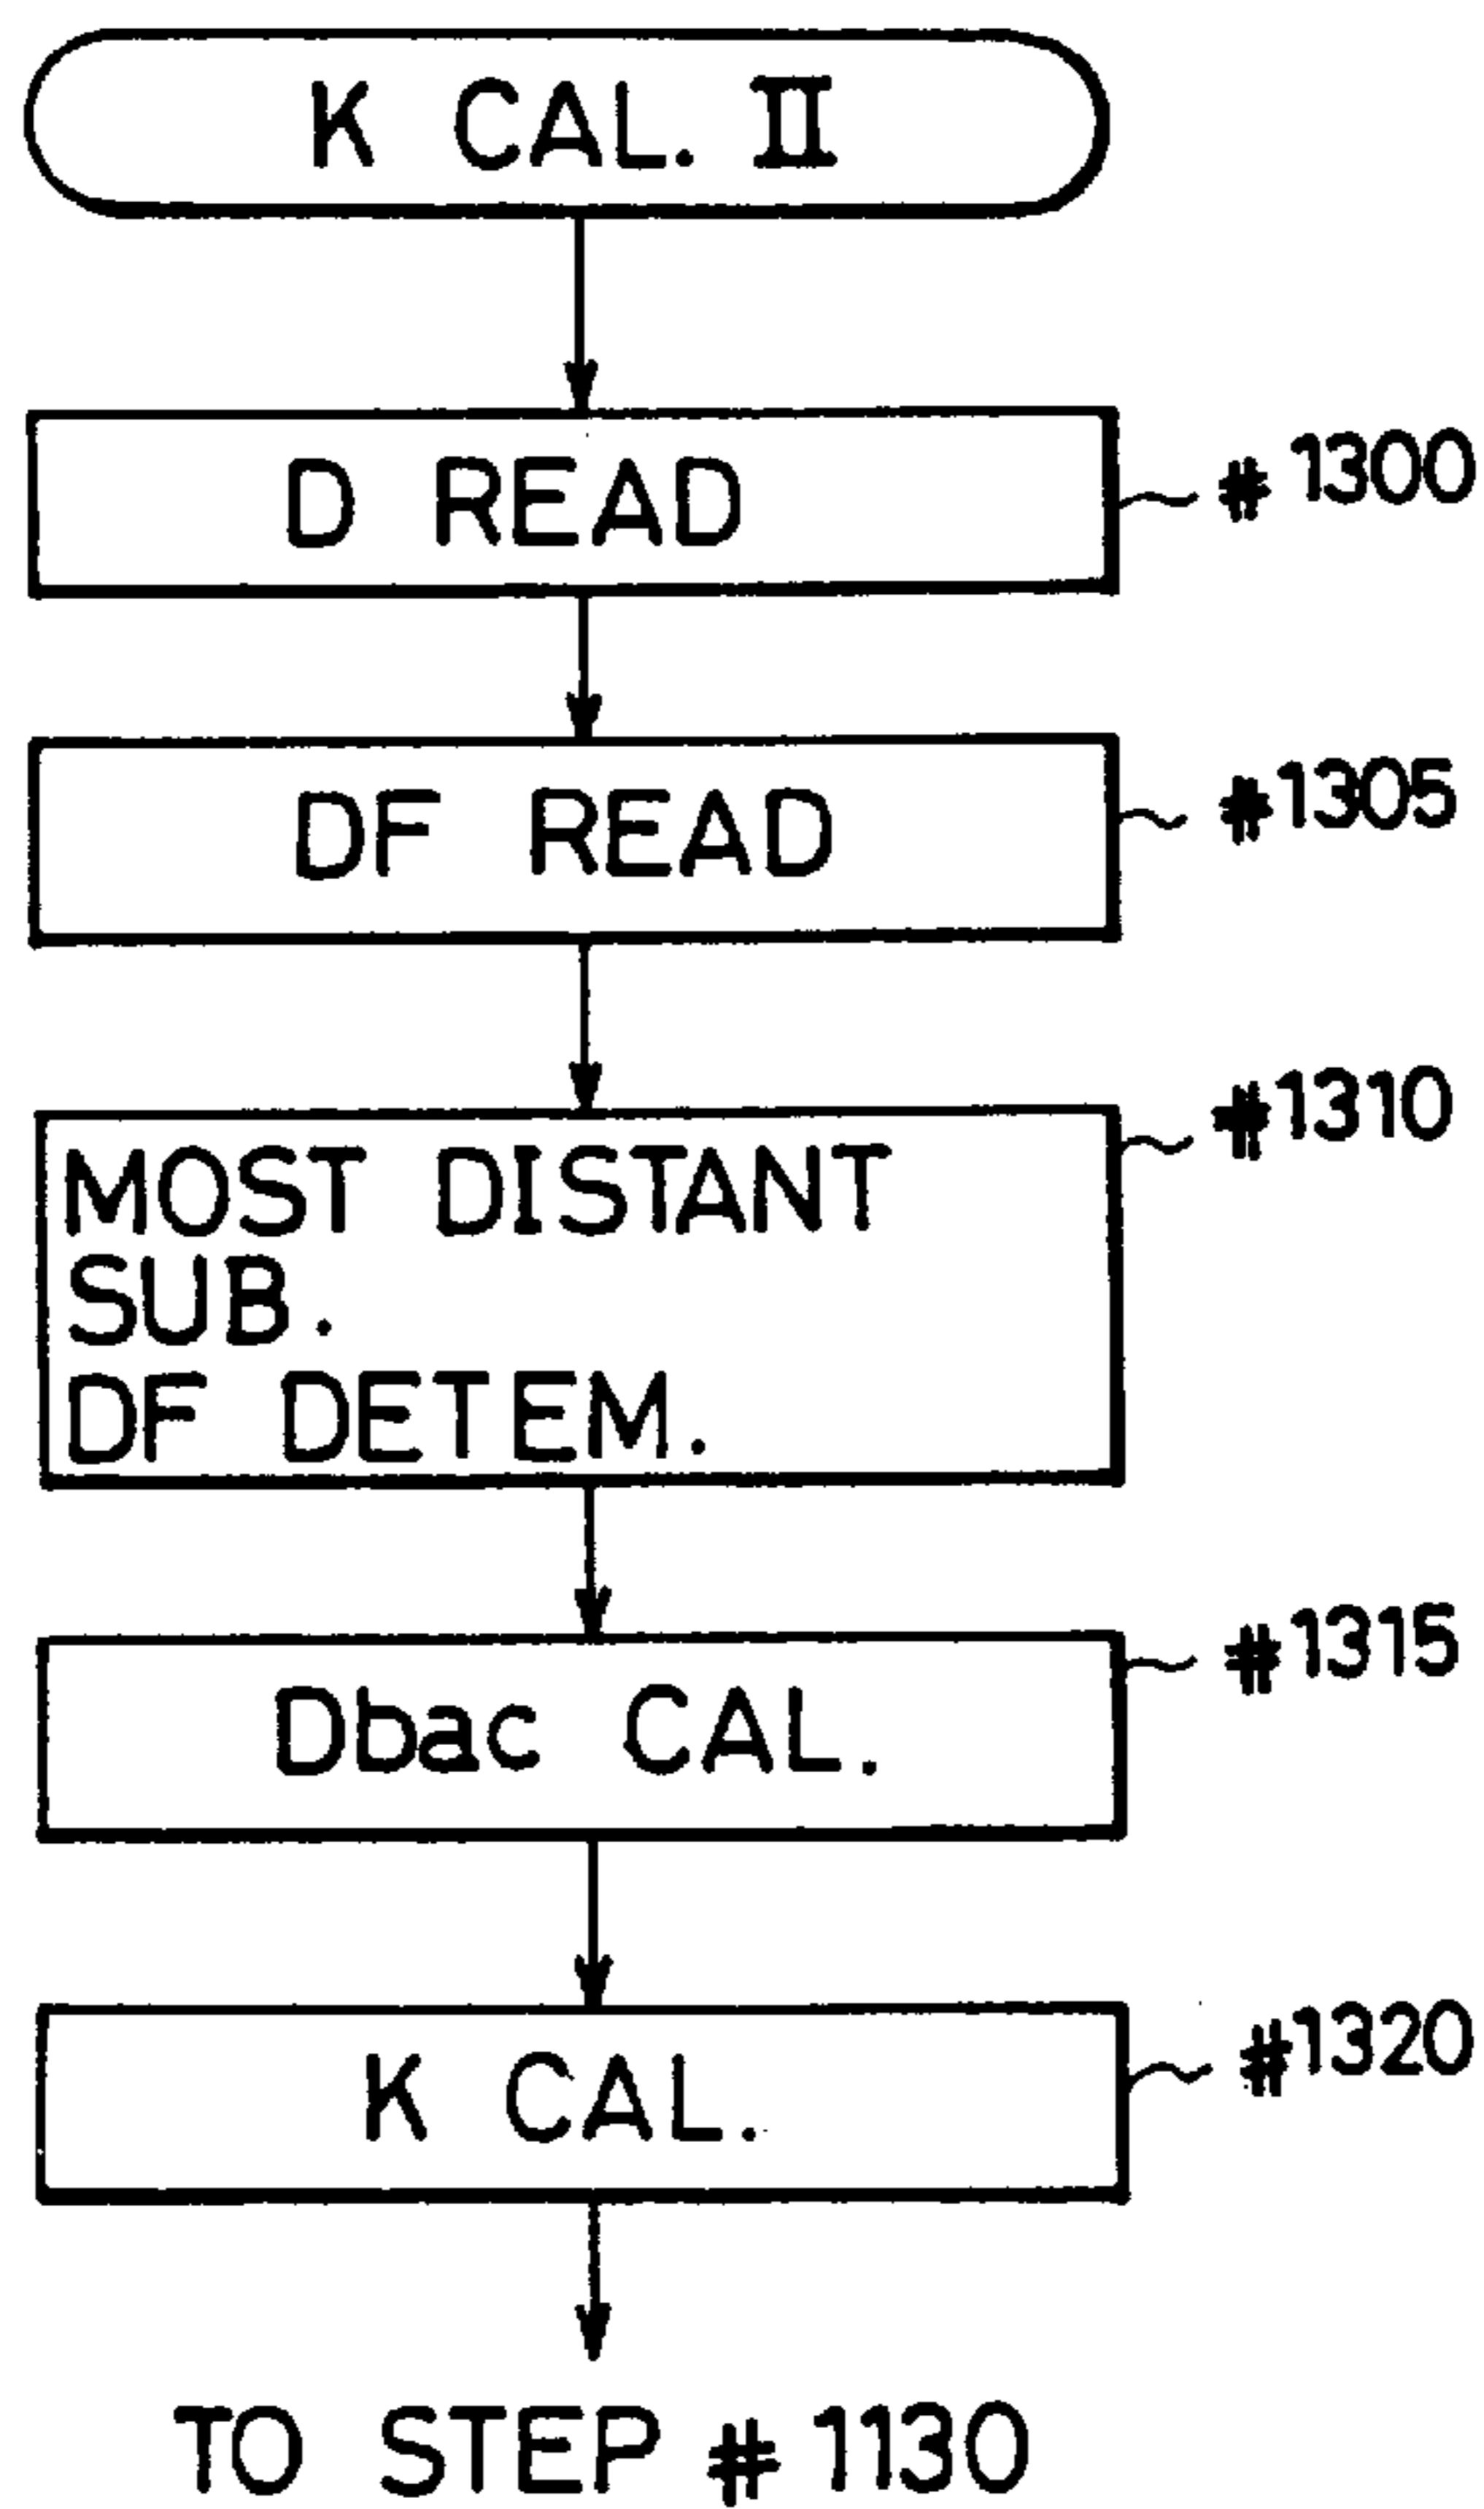 K CAL. II
D READ
#1300
DF READ
#1305
#1310
MOST DISTANT
SUB.
DF DETEM.
#1315
Dbac CAL.
#1320
K CAL.
TO STEP #1130